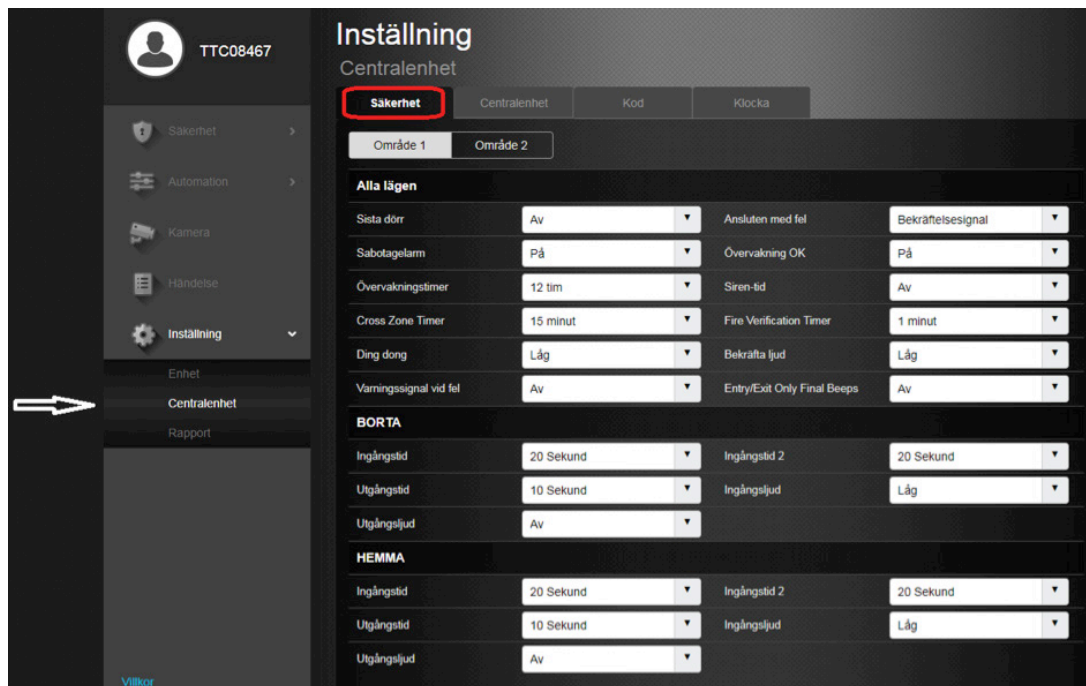 TTC08467
Säkerhet
Automation
Kamera
Händelse
Inställning
Enhet
Centralenhet
Rapport
Villkor
Inställning
Centralenhet
Säkerhet Centralenhet Kod Klocka
Område 1 Område 2
Alla lägen
Sista dörr Av Ansluten med fel Bekräftelsesignal
Sabotagelarm På Övervakning OK På
Övervakningstimer 12 tim Siren-tid Av
Cross Zone Timer 15 minut Fire Verification Timer 1 minut
Ding dong Låg Bekräfta ljud Låg
Varningssignal vid fel Av Entry/Exit Only Final Beeps Av
BORTA
Ingångstid 20 Sekund Ingångstid 2 20 Sekund
Utgångstid 10 Sekund Ingångsljud Låg
Utgångsljud Av
HEMMA
Ingångstid 20 Sekund Ingångstid 2 20 Sekund
Utgångstid 10 Sekund Ingångsljud Låg
Utgångsljud Av